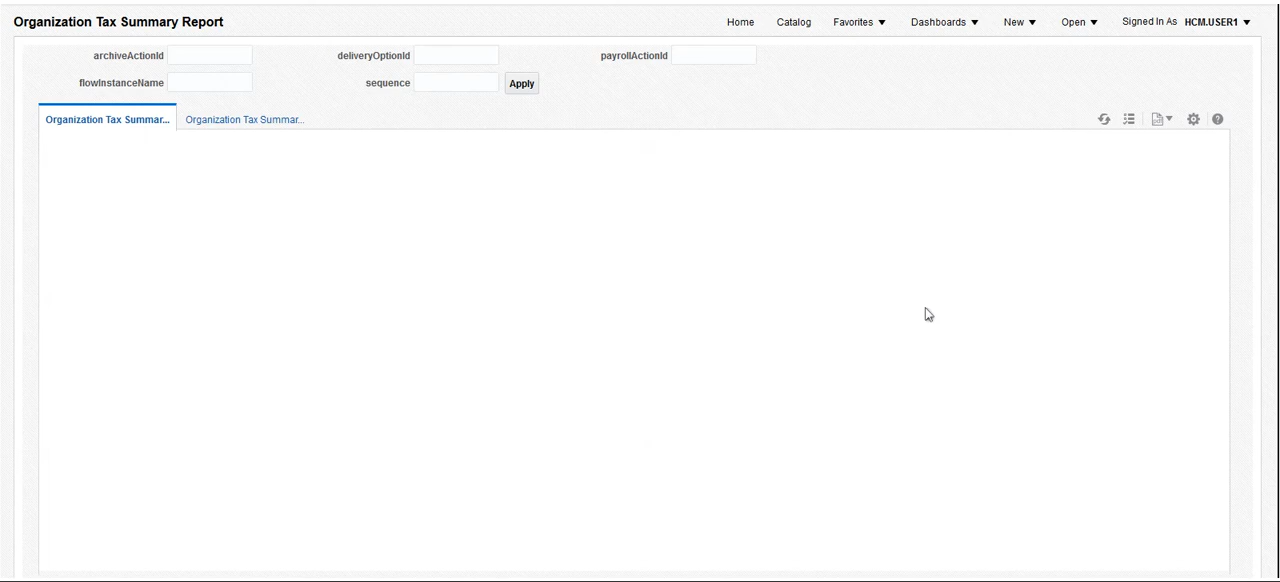 Organization Tax Summary Report
Home Catalog Favorites Dashboards New Open Signed In As HCM.USER1
archiveActionId deliveryOptionId payrollActionId
flowInstanceName sequence Apply
Organization Tax Summar... Organization Tax Summar...